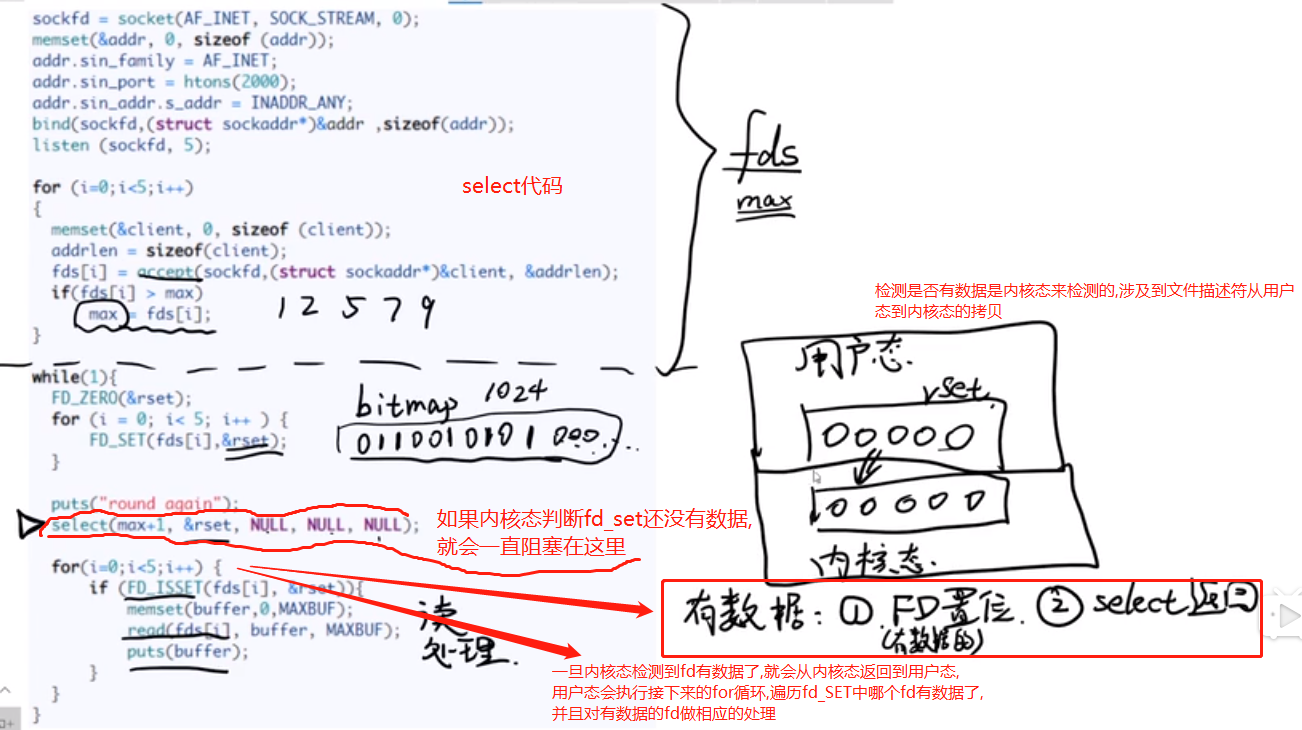 sockfd = socket(AF_INET, SOCK_STREAM, 0);
memset(&addr, 0, sizeof (addr));
addr.sin_family = AF_INET;
addr.sin_port = htons(2000);
addr.sin_addr.s_addr = INADDR_ANY;
bind(sockfd,(struct sockaddr*)&addr ,sizeof(addr));
listen (sockfd, 5);
for (i=0;i<5;i++)
{
memset(&client, 0, sizeof (client));
addrlen = sizeof(client);
fds[i] = accept(sockfd,(struct sockaddr*)&client, &addrlen);
if(fds[i] > max)
max = fds[i];
}
select代码
1 2 5 7 9
fds
max
while(1){
FD_ZERO(&rset);
for (i = 0; i< 5; i++ ) {
FD_SET(fds[i],&rset);
}
bitmap 1024
0110010101 000...
puts("round again");
select(max+1, &rset, NULL, NULL, NULL);
如果内核态判断fd_set还没有数据,
就会一直阻塞在这里
for(i=0;i<5;i++) {
if (FD_ISSET(fds[i], &rset)){
memset(buffer,0,MAXBUF);
read(fds[i], buffer, MAXBUF);
puts(buffer);
}
}
}
读
处理.
检测是否有数据是内核态来检测的,涉及到文件描述符从用户
态到内核态的拷贝
用户态.
rset.
00000
00000
内核态.
有数据: ① FD置位. ② select返回
(有数据的)
一旦内核态检测到fd有数据了,就会从内核态返回到用户态,
用户态会执行接下来的for循环,遍历fd_SET中哪个fd有数据了,
并且对有数据的fd做相应的处理